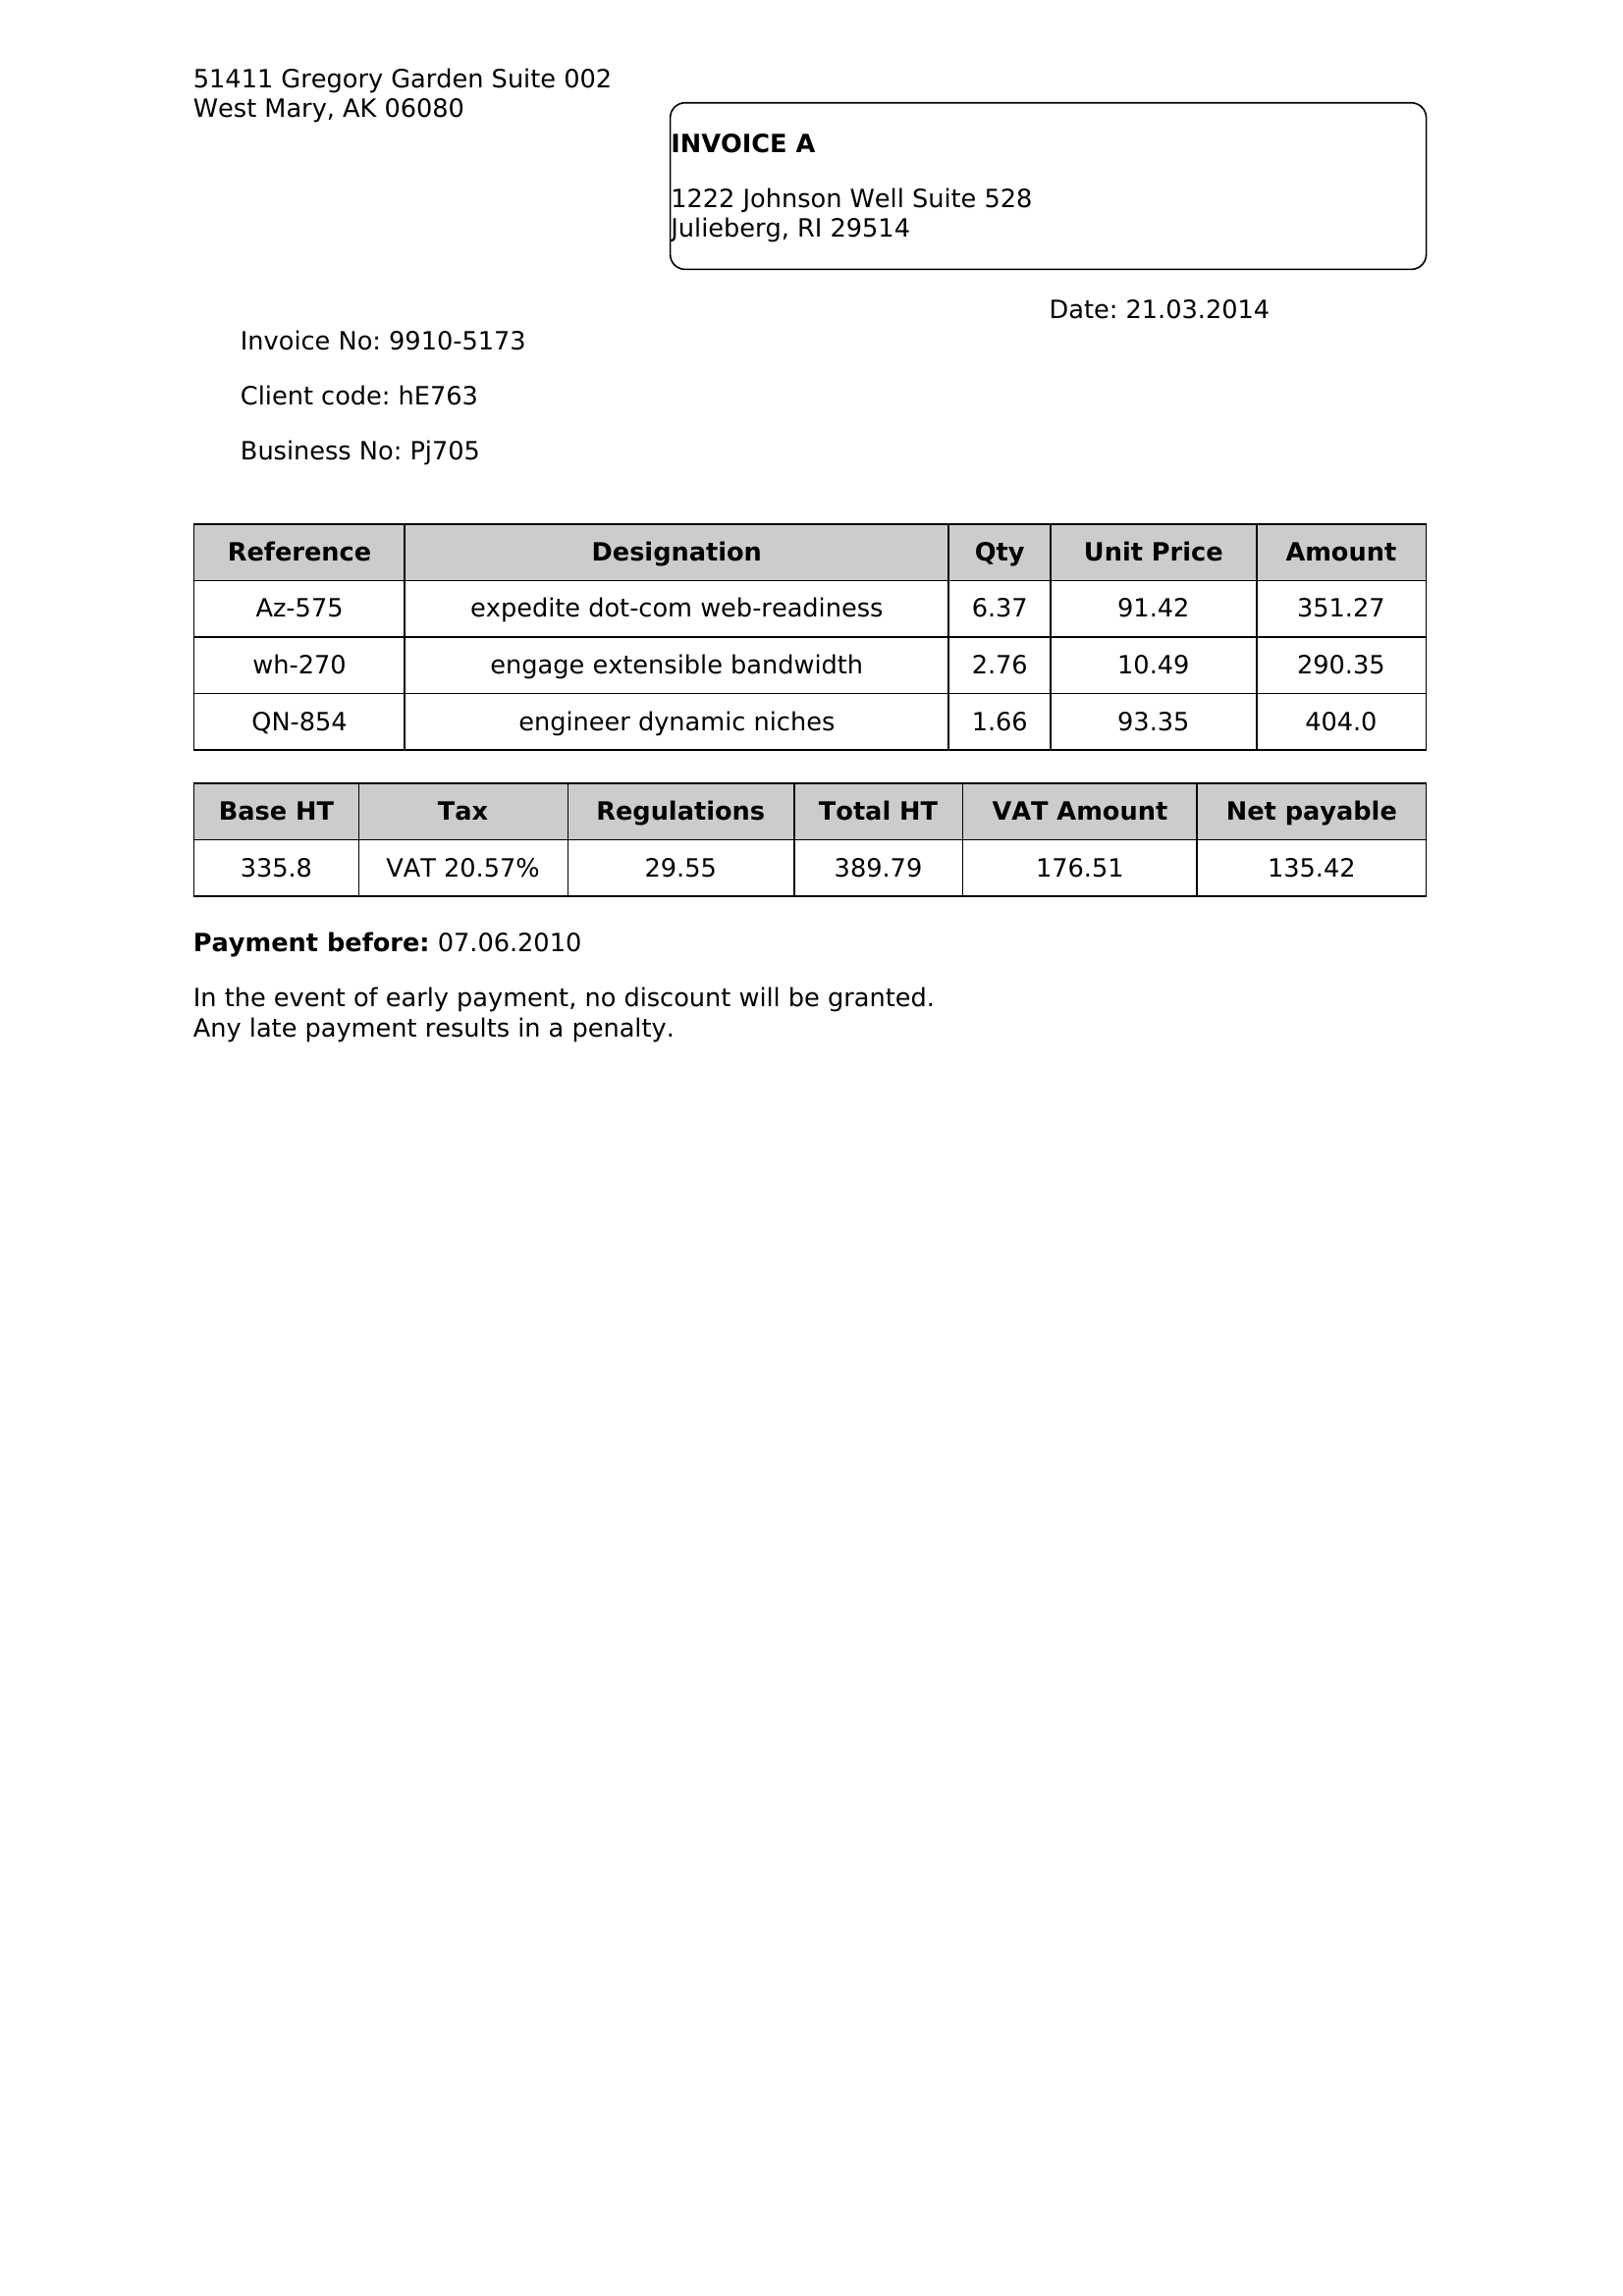 51411 Gregory Garden Suite 002
West Mary, AK 06080
INVOICE A
1222 Johnson Well Suite 528
Julieberg, RI 29514
Date: 21.03.2014
Invoice No: 9910-5173
Client code: hE763
Business No: Pj705
Reference Designation Qty Unit Price Amount
Az-575 expedite dot-com web-readiness 6.37 91.42 351.27
wh-270 engage extensible bandwidth 2.76 10.49 290.35
QN-854 engineer dynamic niches 1.66 93.35 404.0
Base HT Tax Regulations Total HT VAT Amount Net payable
335.8 VAT 20.57% 29.55 389.79 176.51 135.42
Payment before: 07.06.2010
In the event of early payment, no discount will be granted.
Any late payment results in a penalty.